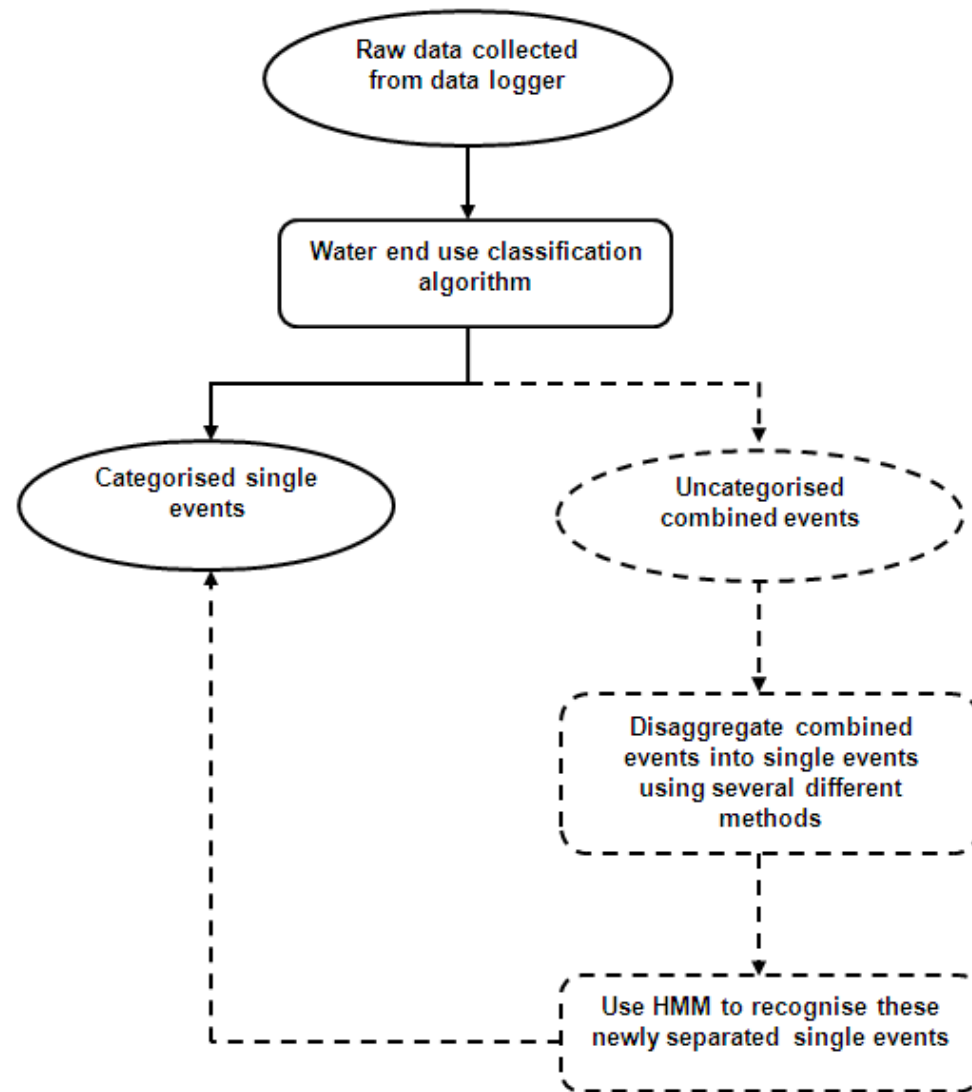 Raw data collected
from data logger
Water end use classification
algorithm
Categorised single
events
Uncategorised
combined events
Disaggregate combined
events into single events
using several different
methods
Use HMM to recognise these
newly separated single events